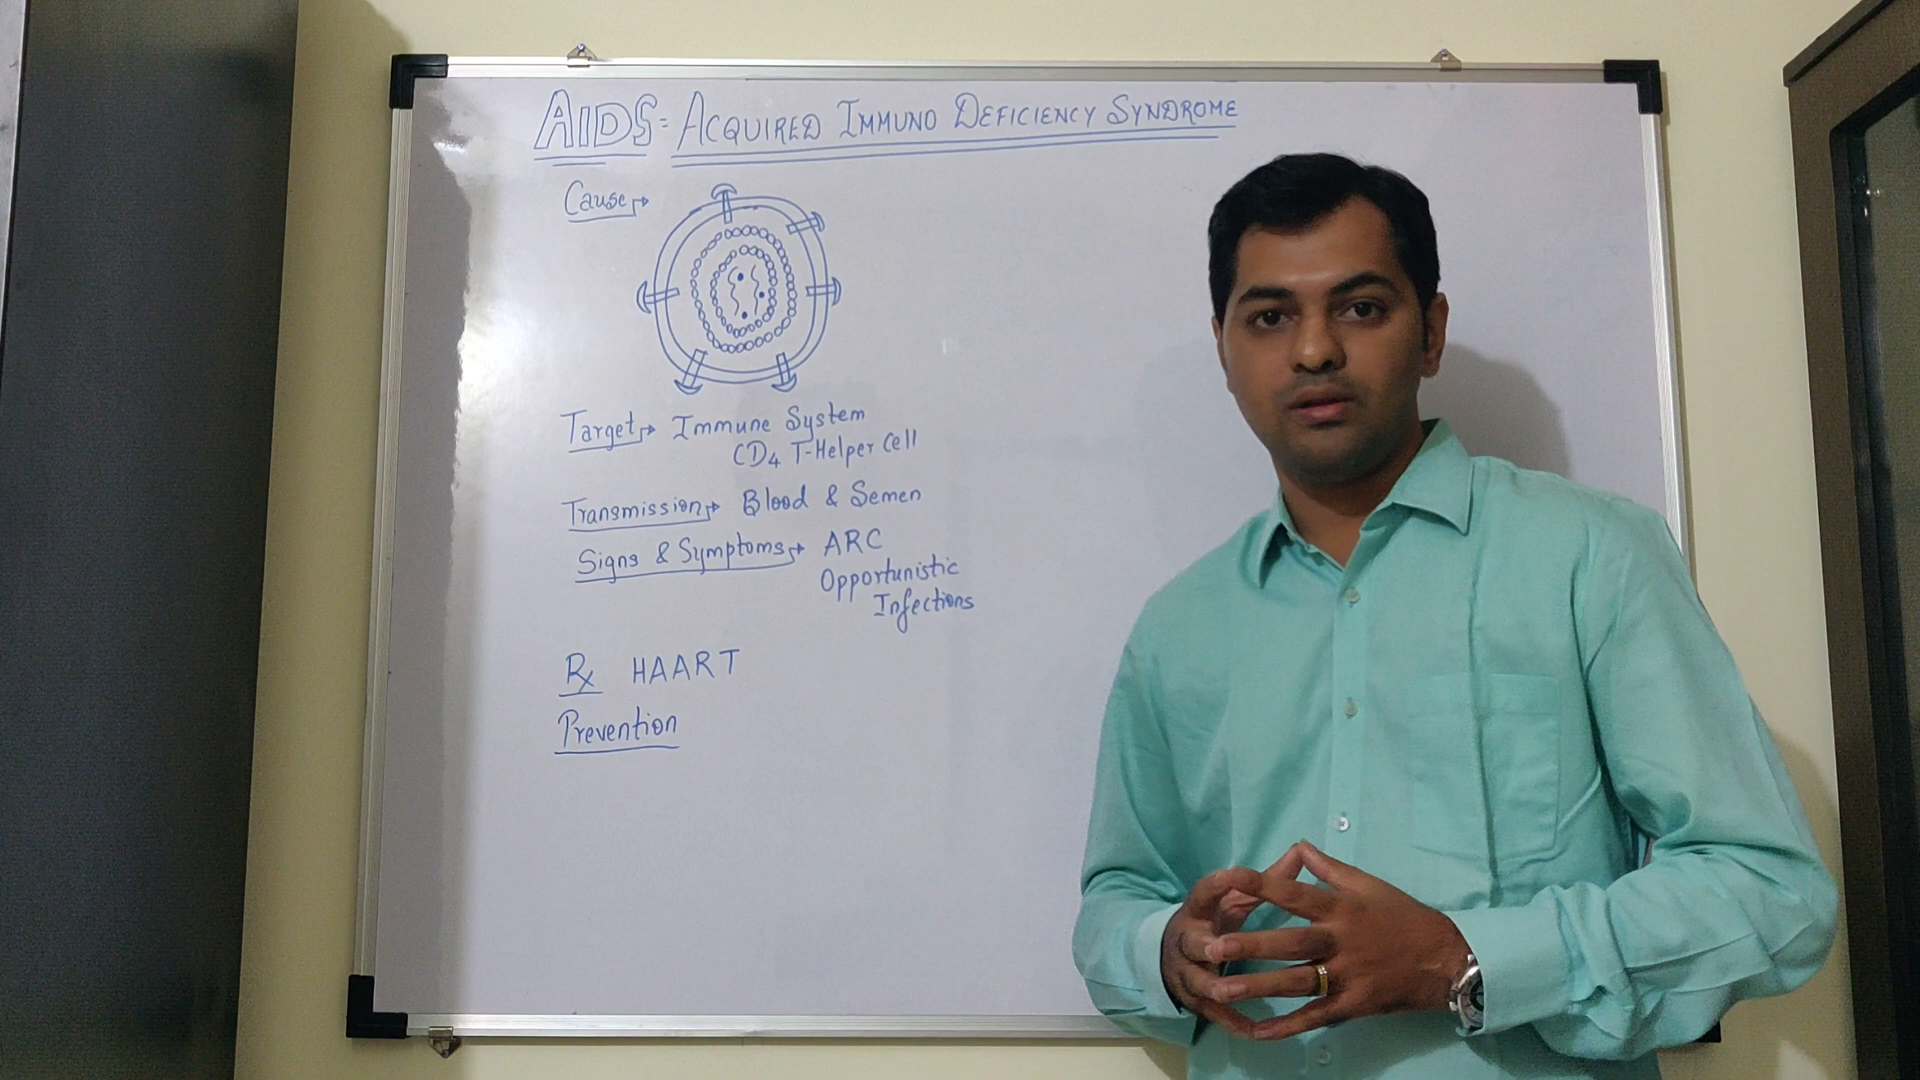 AIDS = ACQUIRED IMMUNO DEFICIENCY SYNDROME
Cause →
Target → Immune System
CD4 T-Helper Cell
Transmission → Blood & Semen
Signs & Symptoms → ARC
Opportunistic
Infections
Rx HAART
Prevention